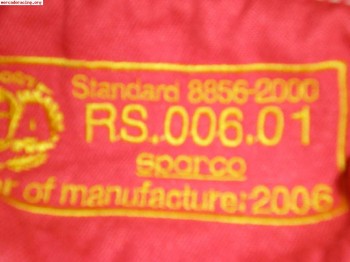 mercadoracing.org
Standard 8856-2000
RS.006.01
sparco
of manufacture: 2006